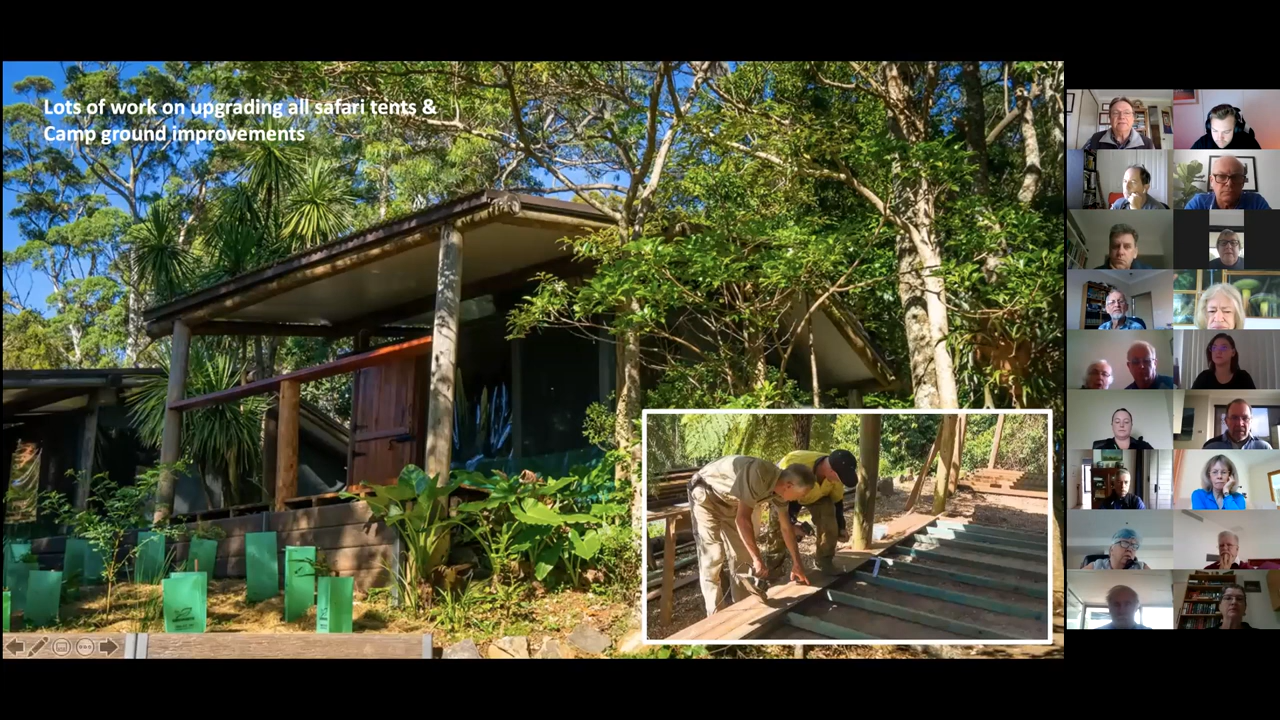 Lots of work on upgrading all safari tents &
Camp ground improvements